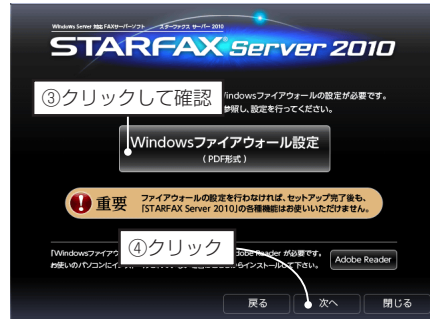 Windows Server 対応 FAXサーバーソフト スターファクス サーバー 2010
STARFAX Server 2010
③クリックして確認
Windowsファイアウォールの設定が必要です。
参照し、設定を行ってください。
Windowsファイアウォール設定
(PDF形式)
重要
ファイアウォールの設定を行わなければ、セットアップ完了後も、
「STARFAX Server 2010」の各種機能はお使いいただけません。
④クリック
「Windowsファイアウ
dobe Reader が必要です。
お使いのパソコンにイ
からインストールして下さい。
Adobe Reader
戻る
次へ
閉じる